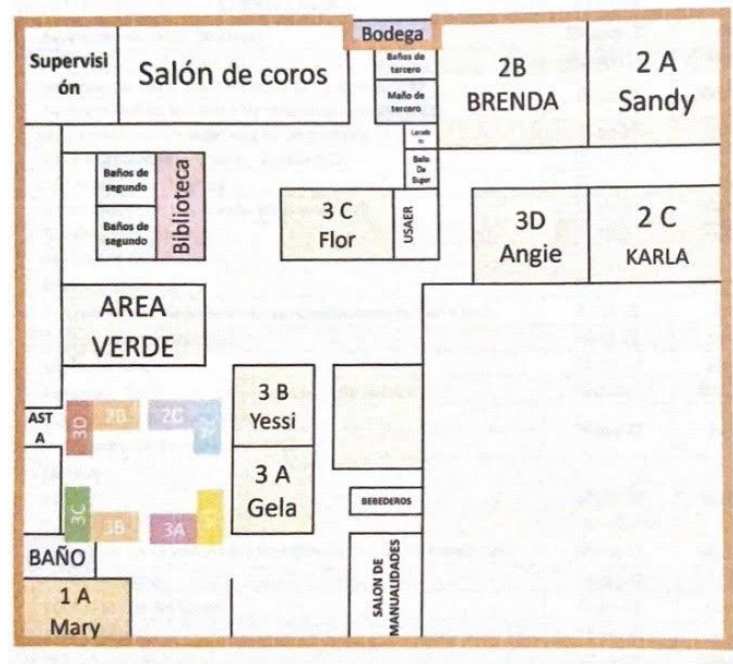 Bodega
Supervisi
ón
Salón de coros
Baños de
tercero
Maño de
tercero
2B
BRENDA
2 A
Sandy
Baño
De
Super
Baños de
segundo
Baños de
segundo
Biblioteca
3 C
Flor
USAER
3D
Angie
2 C
KARLA
AREA
VERDE
3 B
Yessi
3 A
Gela
AST
A
3D
2B
2C
2A
3C
3B
3A
BEBEDEROS
BAÑO
1 A
Mary
SALON DE
MANUALIDADES